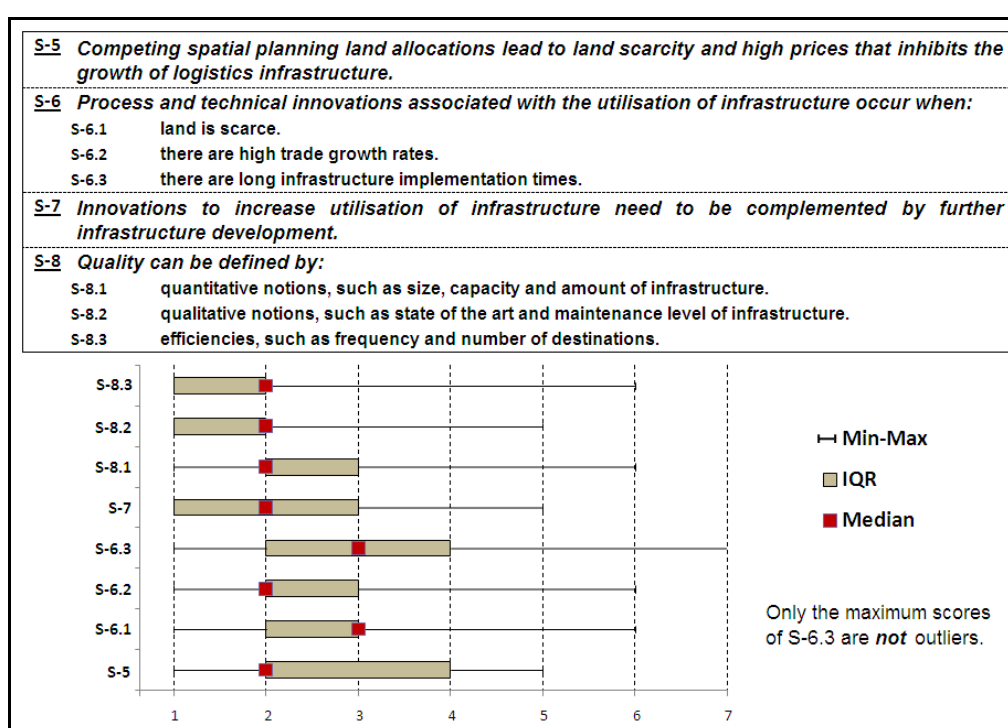 S-5 Competing spatial planning land allocations lead to land scarcity and high prices that inhibits the
growth of logistics infrastructure.
S-6 Process and technical innovations associated with the utilisation of infrastructure occur when:
S-6.1 land is scarce.
S-6.2 there are high trade growth rates.
S-6.3 there are long infrastructure implementation times.
S-7 Innovations to increase utilisation of infrastructure need to be complemented by further
infrastructure development.
S-8 Quality can be defined by:
S-8.1 quantitative notions, such as size, capacity and amount of infrastructure.
S-8.2 qualitative notions, such as state of the art and maintenance level of infrastructure.
S-8.3 efficiencies, such as frequency and number of destinations.
S-8.3
S-8.2
S-8.1
S-7
S-6.3
S-6.2
S-6.1
S-5
1 2 3 4 5 6 7
Min-Max
IQR
Median
Only the maximum scores
of S-6.3 are not outliers.